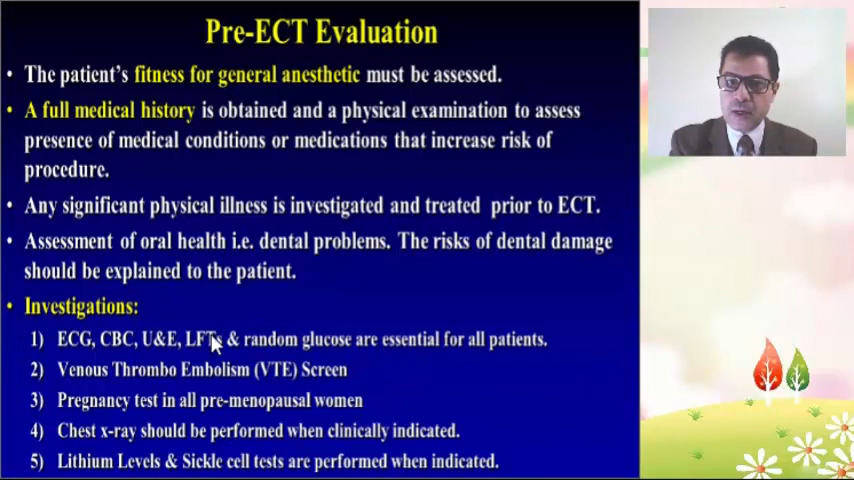 Pre-ECT Evaluation
• The patient's fitness for general anesthetic must be assessed.
• A full medical history is obtained and a physical examination to assess
presence of medical conditions or medications that increase risk of
procedure.
• Any significant physical illness is investigated and treated prior to ECT.
• Assessment of oral health i.e. dental problems. The risks of dental damage
should be explained to the patient.
• Investigations:
1) ECG, CBC, U&E, LFTs & random glucose are essential for all patients.
2) Venous Thrombo Embolism (VTE) Screen
3) Pregnancy test in all pre-menopausal women
4) Chest x-ray should be performed when clinically indicated.
5) Lithium Levels & Sickle cell tests are performed when indicated.